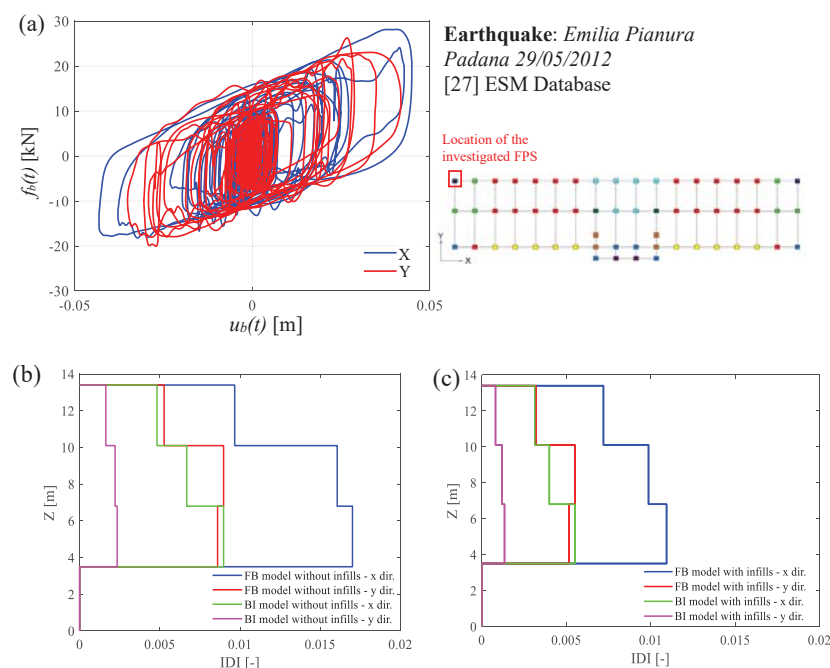 (a)
30
20
10
0
-10
-20
-30
-0.05
0
0.05
fb(t) [kN]
ub(t) [m]
X
Y
Earthquake: Emilia Pianura
Padana 29/05/2012
[27] ESM Database
Location of the
investigated FPS
Y
X
(b)
14
12
10
8
6
4
2
0
Z [m]
FB model without infills - x dir.
FB model without infills - y dir.
BI model without infills - x dir.
BI model without infills - y dir.
0
0.005
0.01
0.015
0.02
IDI [-]
(c)
14
12
10
8
6
4
2
0
Z [m]
FB model with infills - x dir.
FB model with infills - y dir.
BI model with infills - x dir.
BI model with infills - y dir.
0
0.005
0.01
0.015
0.02
IDI [-]